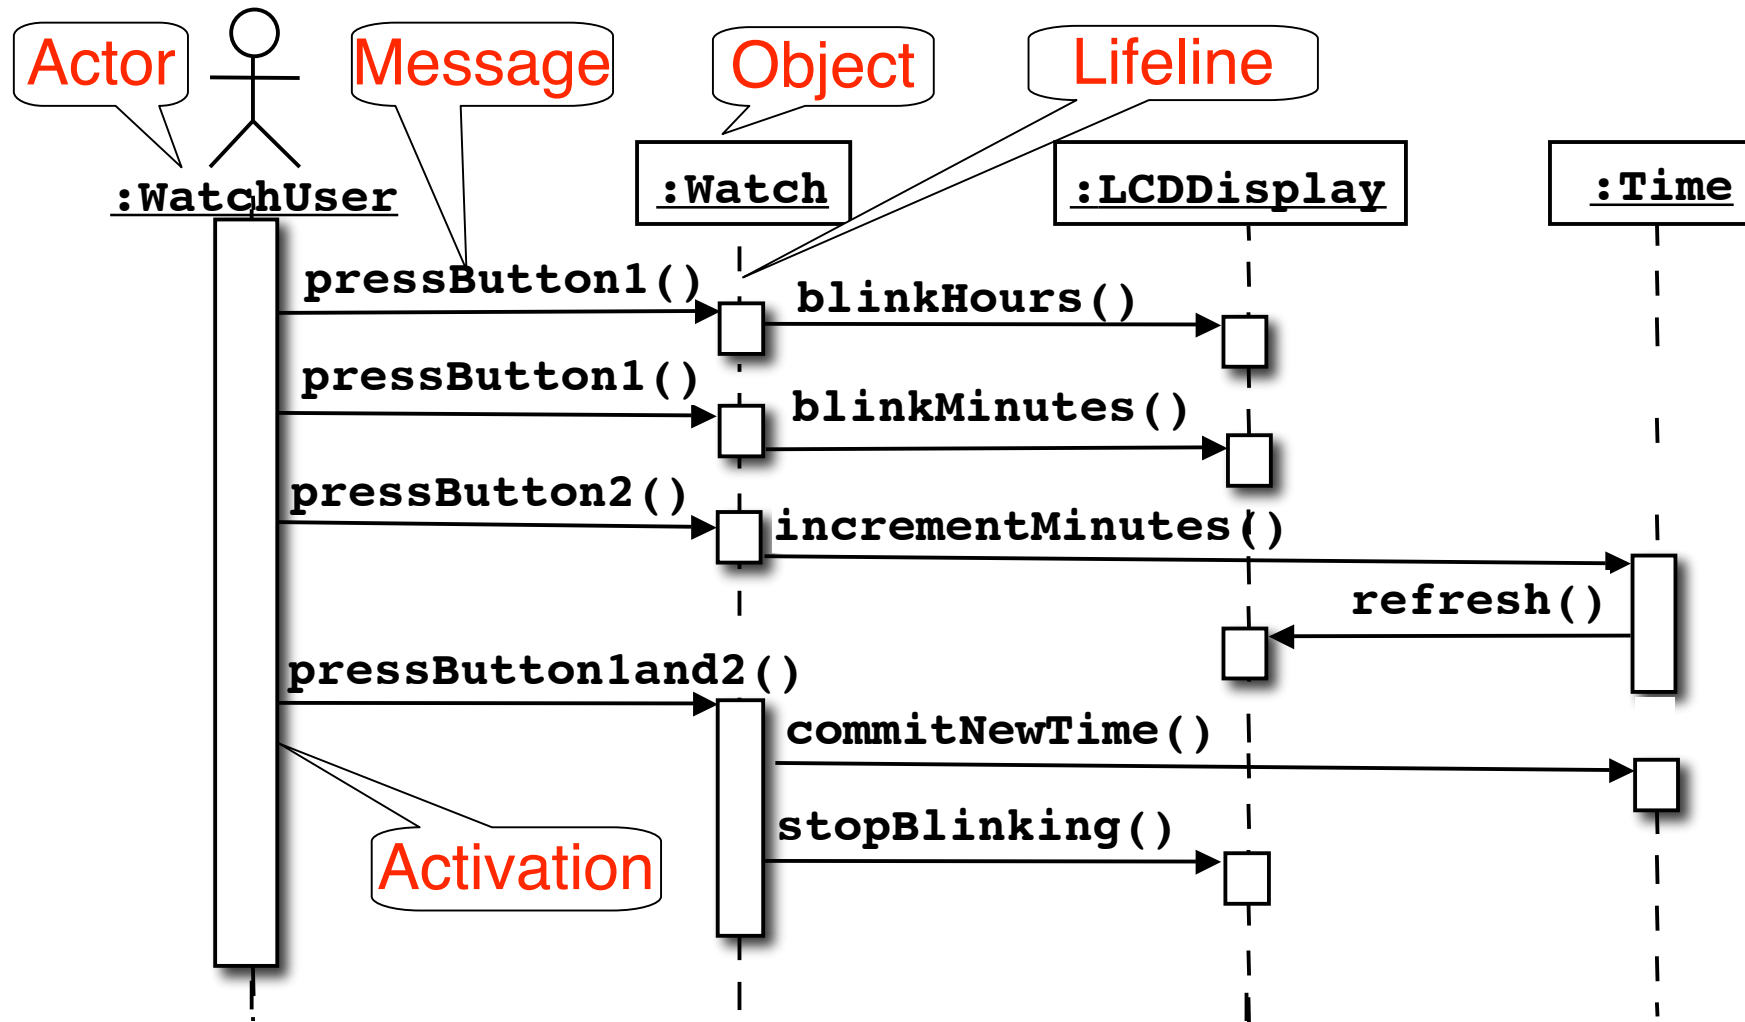 Actor
Message
Object
Lifeline
:WatchUser
:Watch
:LCDDisplay
:Time
pressButton1()
blinkHours()
pressButton1()
blinkMinutes()
pressButton2()
incrementMinutes()
refresh()
pressButton1and2()
commitNewTime()
stopBlinking()
Activation